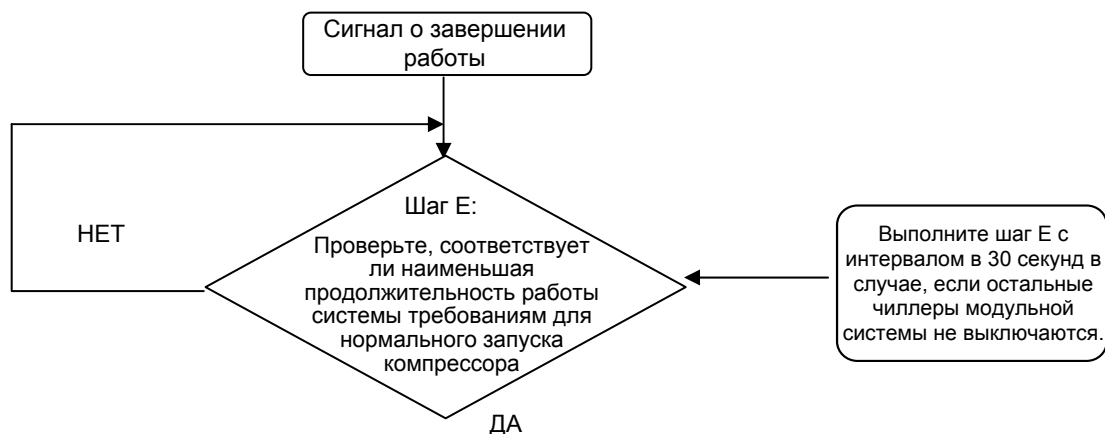 Сигнал о завершении
работы
Шаг E:
НЕТ
Проверьте, соответствует
ли наименьшая
продолжительность работы
системы требованиям для
нормального запуска
компрессора
Выполните шаг E с
интервалом в 30 секунд в
случае, если остальные
чиллеры модульной
системы не выключаются.
ДА